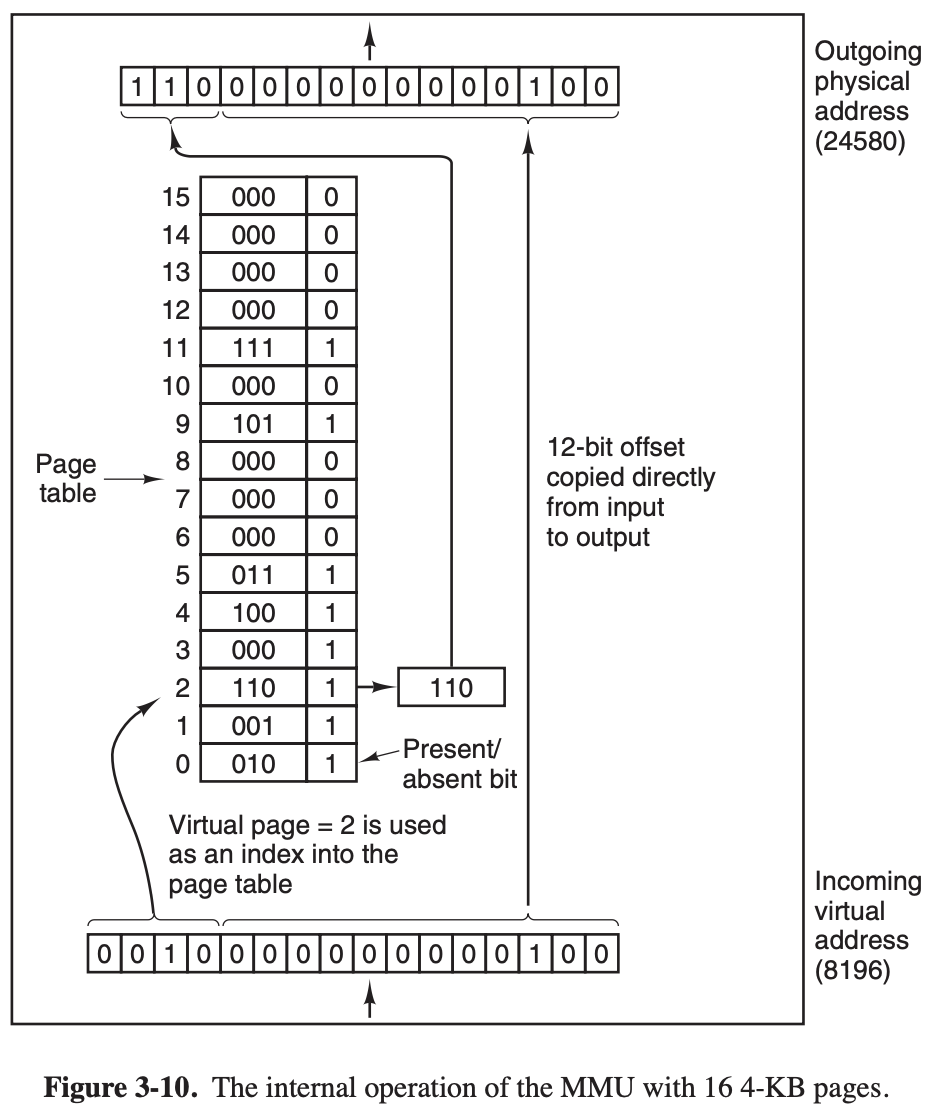 1 1 0 0 0 0 0 0 0 0 0 0 1 0 0
Outgoing
physical
address
(24580)
15 000 0
14 000 0
13 000 0
12 000 0
11 111 1
10 000 0
9 101 1
8 000 0
7 000 0
6 000 0
5 011 1
4 100 1
3 000 1
2 110 1 110
1 001 1
0 010 1
Page
table
12-bit offset
copied directly
from input
to output
Present/
absent bit
Virtual page = 2 is used
as an index into the
page table
0 0 1 0 0 0 0 0 0 0 0 0 0 1 0 0
Incoming
virtual
address
(8196)
Figure 3-10. The internal operation of the MMU with 16 4-KB pages.